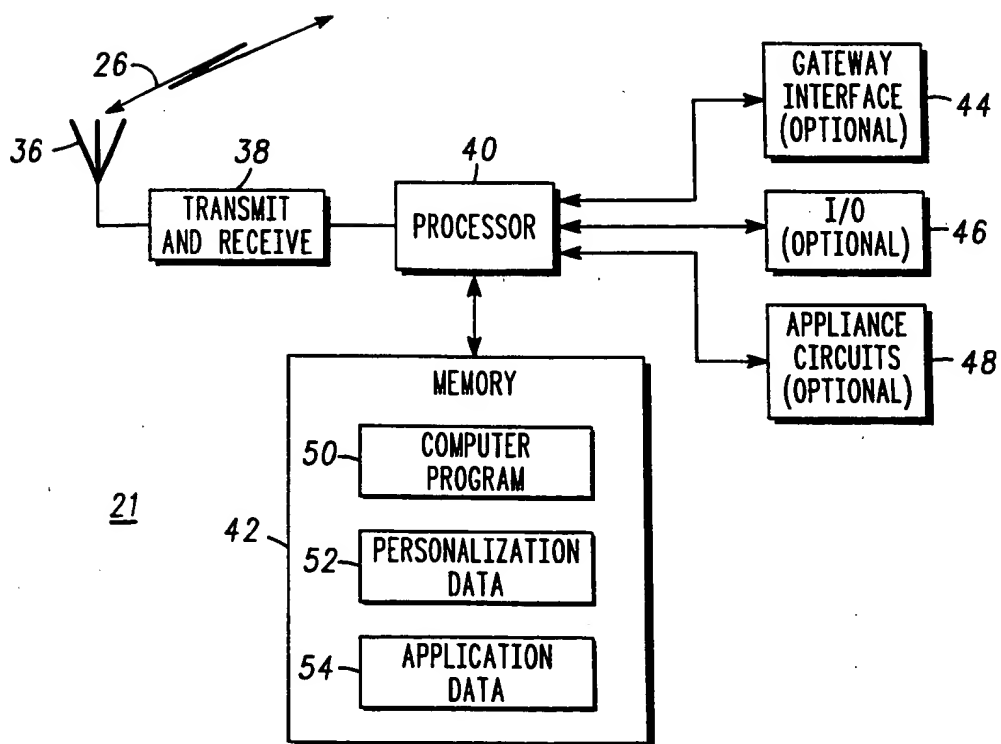 26
36
38
TRANSMIT
AND RECEIVE
40
PROCESSOR
GATEWAY
INTERFACE
(OPTIONAL)
44
I/O
(OPTIONAL)
46
APPLIANCE
CIRCUITS
(OPTIONAL)
48
MEMORY
50
COMPUTER
PROGRAM
21
42
52
PERSONALIZATION
DATA
54
APPLICATION
DATA